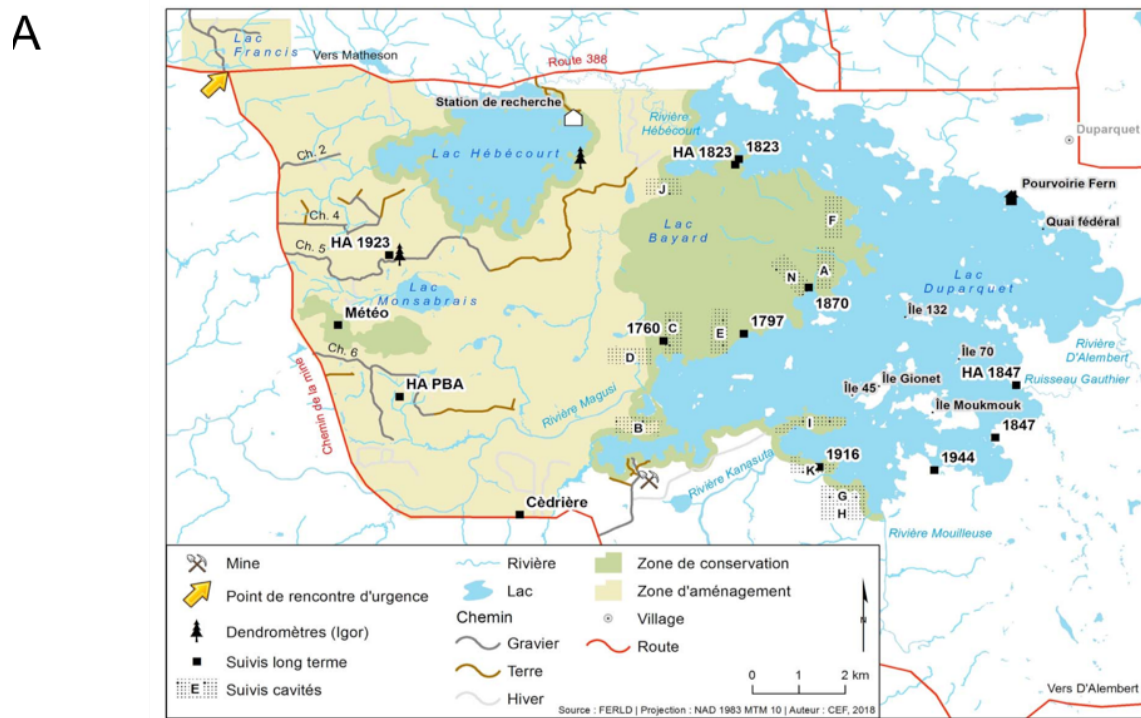 A
Lac
Francis
Vers Matheson
Route 388
Station de recherche
Rivière
Hébécourt
Duparquet
Lac Hébécourt
HA 1823
1823
Ch. 2
J
Pourvoirie Fern
Ch. 4
F
Quai fédéral
Ch. 5
HA 1923
Lac
Bayard
N
A
Lac
Duparquet
Lac
Monsabrais
1870
Île 132
Météo
1760
C
E
1797
Rivière
D'Alembert
Ch. 6
D
Île 70
HA 1847
Ruisseau Gauthier
Île Gionet
Île 45
HA PBA
Rivière Magusi
Île Moukmouk
Chemin de la mine
B
I
1847
Rivière Kanasuta
K
1916
1944
G
H
Cèdrière
Rivière Mouilleuse
Mine
Point de rencontre d'urgence
Dendromètres (Igor)
Suivis long terme
E
Suivis cavités
Rivière
Lac
Chemin
Gravier
Terre
Hiver
Zone de conservation
Zone d'aménagement
Village
Route
N
0 1 2 km
Source : FERLD | Projection : NAD 1983 MTM 10 | Auteur : CEF, 2018
Vers D'Alembert